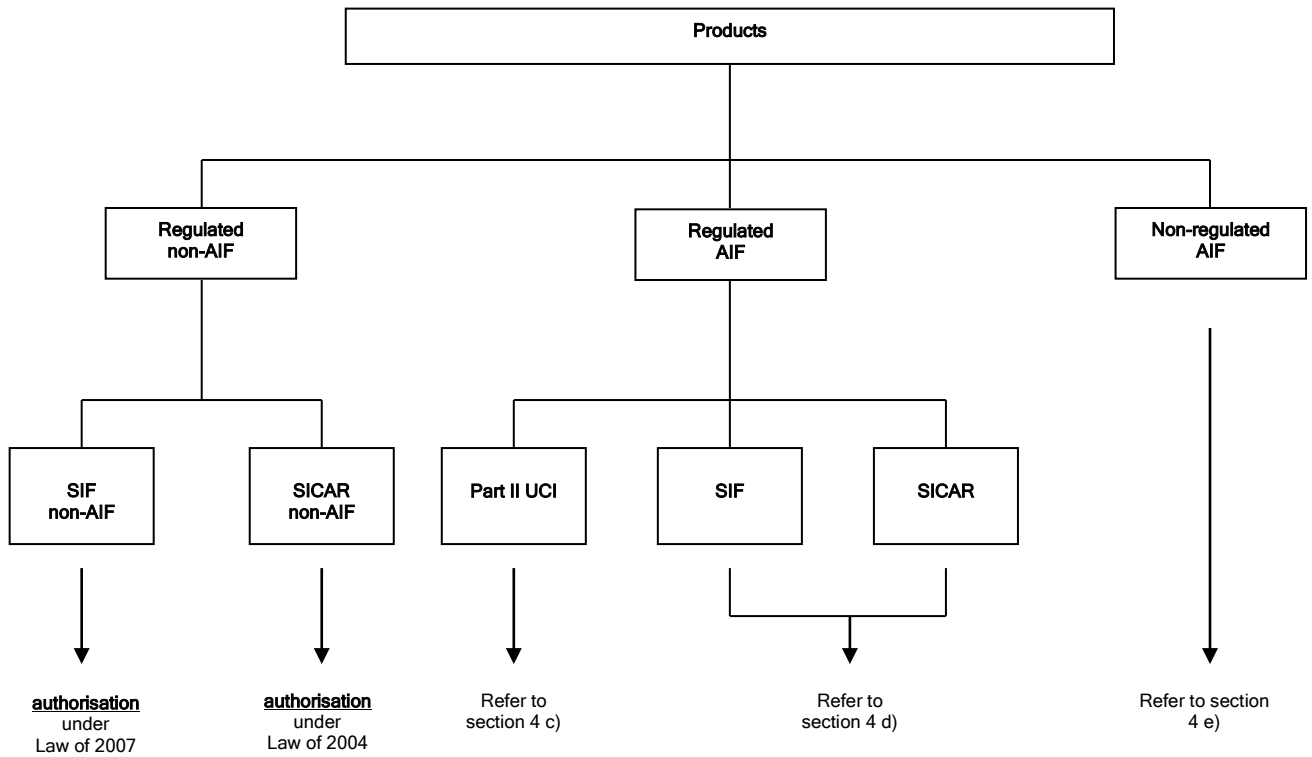 Products
Regulated
non-AIF
Regulated
AIF
Non-regulated
AIF
SIF
non-AIF
SICAR
non-AIF
Part II UCI
SIF
SICAR
authorisation
under
Law of 2007
authorisation
under
Law of 2004
Refer to
section 4 c)
Refer to
section 4 d)
Refer to section
4 e)